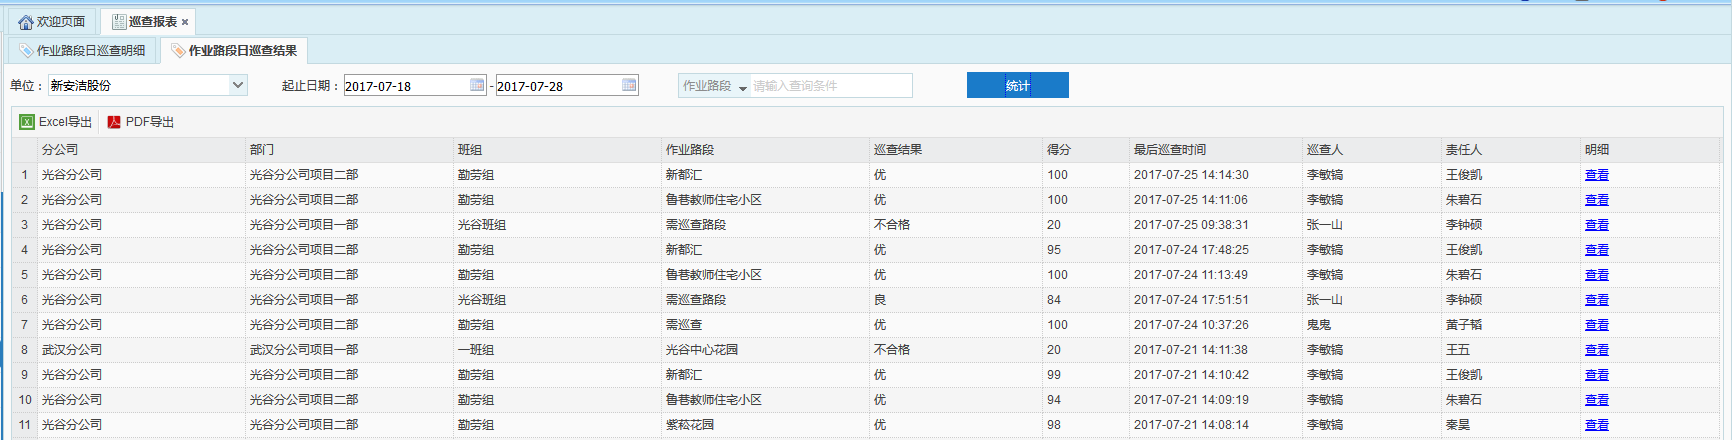 欢迎页面 巡查报表
作业路段日巡查明细 作业路段日巡查结果
单位： 新安洁股份 起止日期： 2017-07-18 - 2017-07-28 作业路段 请输入查询条件 统计
Excel导出 PDF导出
分公司 部门 班组 作业路段 巡查结果 得分 最后巡查时间 巡查人 责任人 明细
1 光谷分公司 光谷分公司项目二部 勤劳组 新都汇 优 100 2017-07-25 14:14:30 李敏镐 王俊凯 查看
2 光谷分公司 光谷分公司项目二部 勤劳组 鲁巷教师住宅小区 优 100 2017-07-25 14:11:06 李敏镐 朱碧石 查看
3 光谷分公司 光谷分公司项目一部 光谷班组 需巡查路段 不合格 20 2017-07-25 09:38:31 张一山 李钟硕 查看
4 光谷分公司 光谷分公司项目二部 勤劳组 新都汇 优 95 2017-07-24 17:48:25 李敏镐 王俊凯 查看
5 光谷分公司 光谷分公司项目二部 勤劳组 鲁巷教师住宅小区 优 100 2017-07-24 11:13:49 李敏镐 朱碧石 查看
6 光谷分公司 光谷分公司项目一部 光谷班组 需巡查路段 良 84 2017-07-24 17:51:51 张一山 李钟硕 查看
7 光谷分公司 光谷分公司项目二部 勤劳组 需巡查 优 100 2017-07-24 10:37:26 鬼鬼 黄子韬 查看
8 武汉分公司 武汉分公司项目一部 一班组 光谷中心花园 不合格 20 2017-07-21 14:11:38 李敏镐 王五 查看
9 光谷分公司 光谷分公司项目二部 勤劳组 新都汇 优 99 2017-07-21 14:10:42 李敏镐 王俊凯 查看
10 光谷分公司 光谷分公司项目二部 勤劳组 鲁巷教师住宅小区 优 94 2017-07-21 14:09:19 李敏镐 朱碧石 查看
11 光谷分公司 光谷分公司项目二部 勤劳组 紫菘花园 优 98 2017-07-21 14:08:14 李敏镐 秦昊 查看